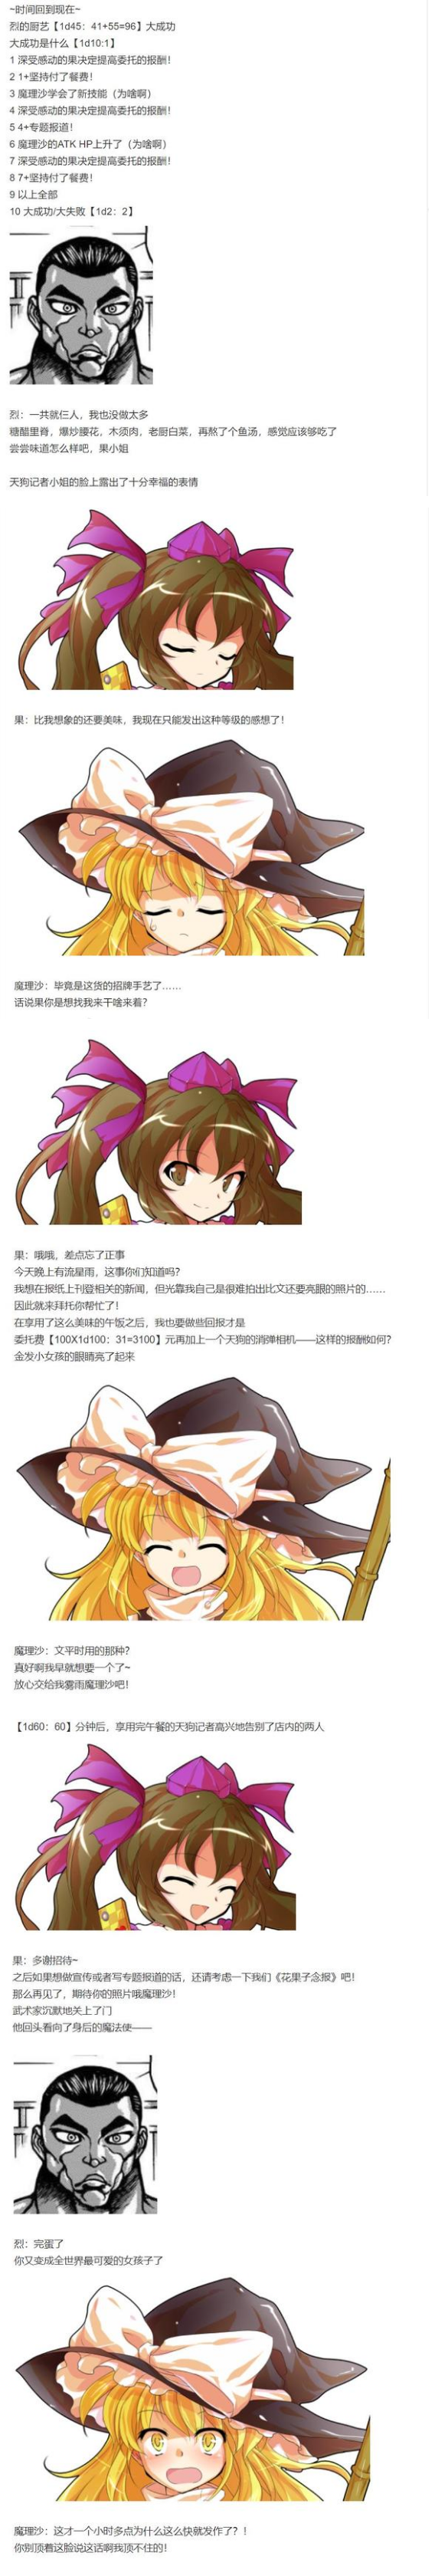 ~时间回到现在~
烈的厨艺【1d45：41+55=96】大成功
大成功是什么【1d10:1】
1 深受感动的果决定提高委托的报酬！
2 1+坚持付了餐费！
3 魔理沙学会了新技能（为啥啊）
4 深受感动的果决定提高委托的报酬！
5 4+专题报道！
6 魔理沙的ATK HP上升了（为啥啊）
7 深受感动的果决定提高委托的报酬！
8 7+坚持付了餐费！
9 以上全部
10 大成功/大失败【1d2：2】
烈：一共就仨人，我也没做太多
糖醋里脊，爆炒腰花，木须肉，老厨白菜，再熬了个鱼汤，感觉应该够吃了
尝尝味道怎么样吧，果小姐
天狗记者小姐的脸上露出了十分幸福的表情
果：比我想象的还要美味，我现在只能发出这种等级的感想了！
魔理沙：毕竟是这货的招牌手艺了……
话说果你是想找我来干啥来着？
果：哦哦，差点忘了正事
今天晚上有流星雨，这事你们知道吗？
我想在报纸上刊登相关的新闻，但光靠我自己是很难拍出比文还要亮眼的照片的……
因此就来拜托你帮忙了！
在享用了这么美味的午饭之后，我也要做些回报才是
委托费【100X1d100：31=3100】元再加上一个天狗的消弹相机——这样的报酬如何？
金发小女孩的眼睛亮了起来
魔理沙：文平时用的那种？
真好啊我早就想要一个了~
放心交给我雾雨魔理沙吧！
【1d60：60】分钟后，享用完午餐的天狗记者高兴地告别了店内的两人
果：多谢招待~
之后如果想做宣传或者写专题报道的话，还请考虑一下我们《花果子念报》吧！
那么再见了，期待你的照片哦魔理沙！
武术家沉默地关上了门
他回头看向了身后的魔法使——
烈：完蛋了
你又变成全世界最可爱的女孩子了
魔理沙：这才一个小时多点为什么这么快就发作了？！
你别顶着这脸说这话啊我顶不住的！